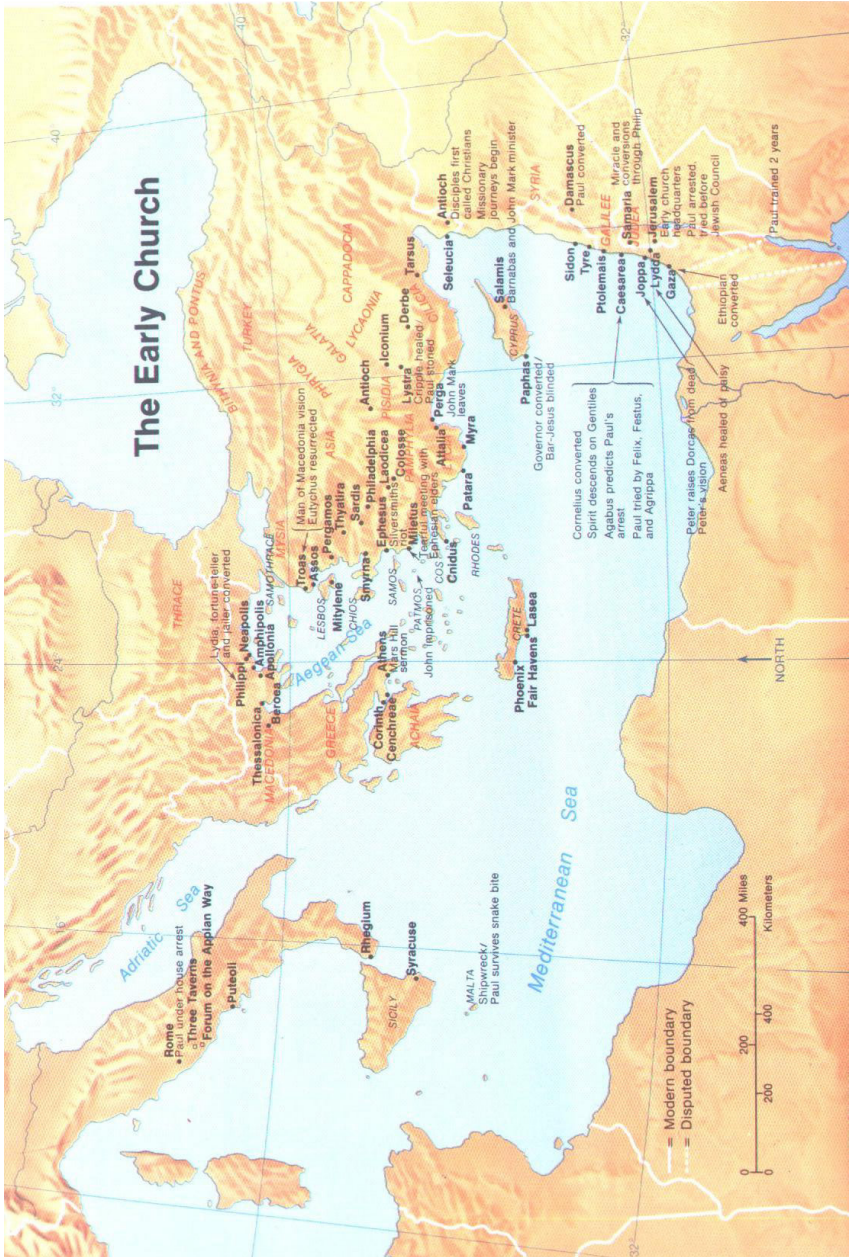 The Early Church
40
40
32°
32°
32°
24°
16°
BITHYNIA AND PONTUS
TURKEY
CAPPADOCIA
GALATIA
PHRYGIA
LYCAONIA
PISIDIA
CILICIA
PAMPHYLIA
ASIA
MYSIA
THRACE
SAMOTHRACE
MACEDONIA
GREECE
ACHAIA
SYRIA
GALILEE
JUDEA
Adriatic Sea
Aegean Sea
Mediterranean Sea
Rome
Paul under house arrest
Three Taverns
Forum on the Appian Way
Puteoli
Rhegium
Syracuse
SICILY
MALTA
Shipwreck/
Paul survives snake bite
Lydia, fortune-teller
and jailer converted
Philippi
Neapolis
Amphipolis
Apollonia
Thessalonica
Beroea
Corinth
Cenchreae
Athens
Mars Hill
sermon
Troas
Man of Macedonia vision
Eutychus resurrected
Assos
LESBOS
Mitylene
CHIOS
Pergamos
Thyatira
Sardis
Smyrna
Philadelphia
Ephesus
Silversmiths
riot
Laodicea
Colosse
SAMOS
Miletus
Tearful meeting with
Ephesian elders
PATMOS
John imprisoned
COS
Cnidus
RHODES
Patara
Myra
Attalia
Perga
John Mark
leaves
Antioch
Iconium
Lystra
Cripple healed/
Paul stoned
Derbe
Tarsus
Seleucia
Antioch
Disciples first
called Christians
Missionary
journeys begin
Salamis
Barnabas and John Mark minister
CYPRUS
Paphas
Governor converted/
Bar-Jesus blinded
CRETE
Phoenix
Fair Havens
Lasea
Damascus
Paul converted
Sidon
Tyre
Ptolemais
Caesarea
Samaria
Miracle and
conversions
through Philip
Joppa
Lydda
Jerusalem
Early church
headquarters
Paul arrested,
tried before
Jewish Council
Gaza
Ethiopian
converted
Paul trained 2 years
Cornelius converted
Spirit descends on Gentiles
Agabus predicts Paul's
arrest
Paul tried by Felix, Festus,
and Agrippa
Peter raises Dorcas from dead/
Peter's vision
Aeneas healed of palsy
NORTH
= Modern boundary
= Disputed boundary
0 200 400 Miles
0 200 400 Kilometers